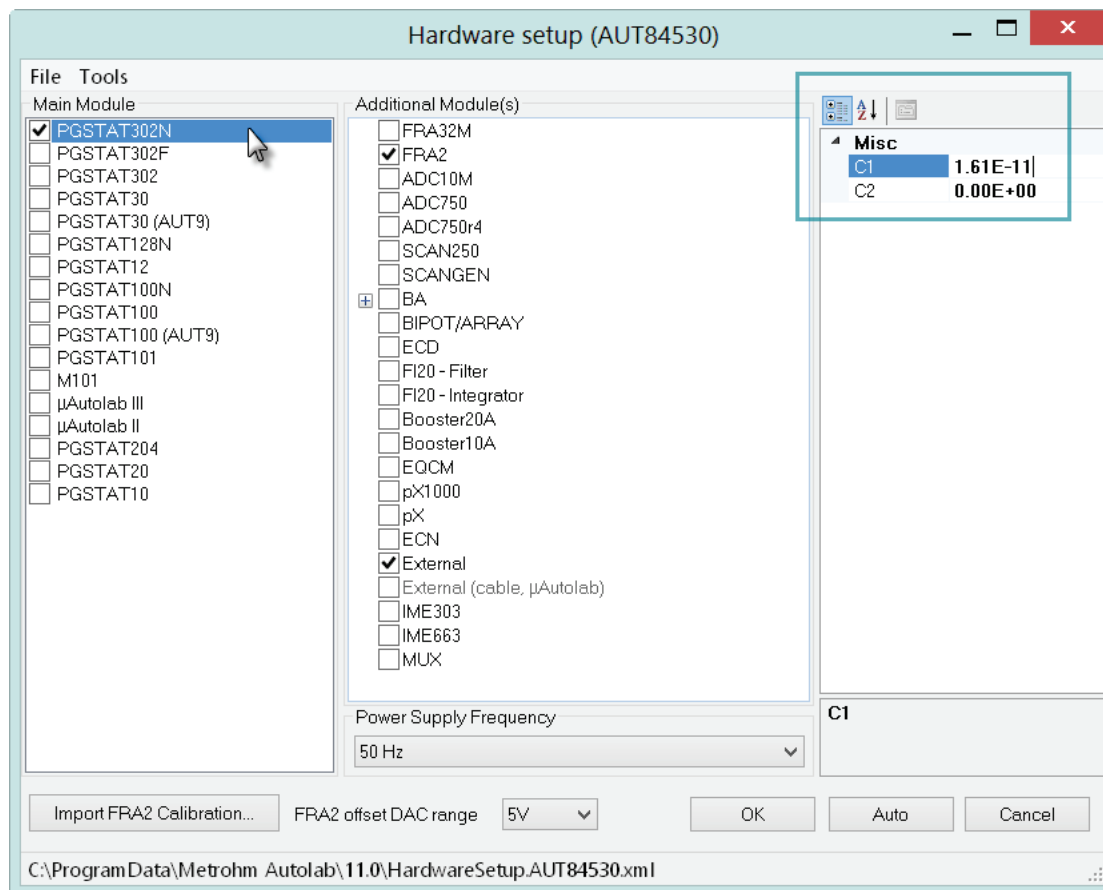 Hardware setup (AUT84530)
File Tools
Main Module
PGSTAT302N
PGSTAT302F
PGSTAT302
PGSTAT30
PGSTAT30 (AUT9)
PGSTAT128N
PGSTAT12
PGSTAT100N
PGSTAT100
PGSTAT100 (AUT9)
PGSTAT101
M101
µAutolab III
µAutolab II
PGSTAT204
PGSTAT20
PGSTAT10
Additional Module(s)
FRA32M
FRA2
ADC10M
ADC750
ADC750r4
SCAN250
SCANGEN
BA
BIPOT/ARRAY
ECD
FI20 - Filter
FI20 - Integrator
Booster20A
Booster10A
EQCM
pX1000
pX
ECN
External
External (cable, µAutolab)
IME303
IME663
MUX
Power Supply Frequency
50 Hz
Misc
C1 1.61E-11
C2 0.00E+00
C1
Import FRA2 Calibration... FRA2 offset DAC range 5V OK Auto Cancel
C:\ProgramData\Metrohm Autolab\11.0\HardwareSetup.AUT84530.xml